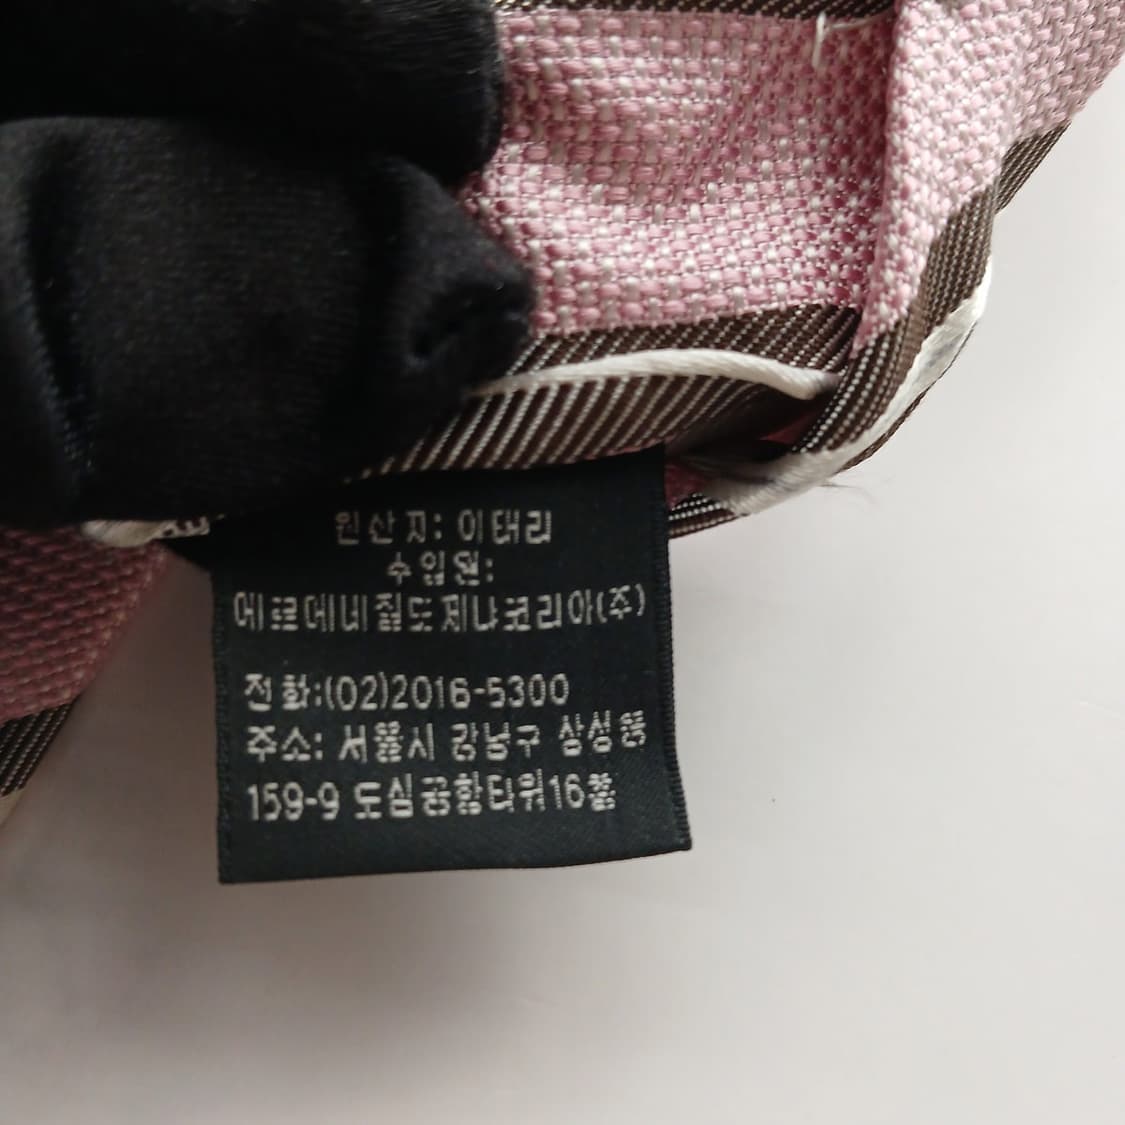 원산지: 이태리
수입원:
에르메네질도제냐코리아(주)
전화:(02)2016-5300
주소: 서울시 강남구 삼성동
159-9 도심공항타워16층